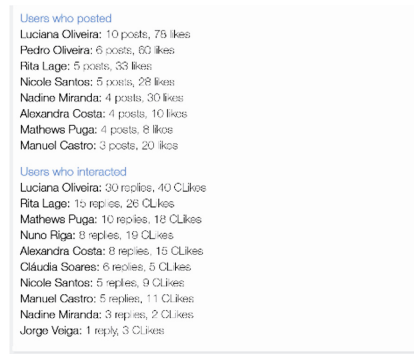 Users who posted
Luciana Oliveira: 10 posts, 78 likes
Pedro Oliveira: 6 posts, 60 likes
Rita Lage: 5 posts, 33 likes
Nicole Santos: 5 posts, 28 likes
Nadine Miranda: 4 posts, 30 likes
Alexandra Costa: 4 posts, 10 likes
Mathews Puga: 4 posts, 8 likes
Manuel Castro: 3 posts, 20 likes
Users who interacted
Luciana Oliveira: 30 replies, 40 CLikes
Rita Lage: 15 replies, 26 CLikes
Mathews Puga: 10 replies, 18 CLikes
Nuno Riga: 8 replies, 19 CLikes
Alexandra Costa: 8 replies, 15 CLikes
Cláudia Soares: 6 replies, 5 CLikes
Nicole Santos: 5 replies, 9 CLikes
Manuel Castro: 5 replies, 11 CLikes
Nadine Miranda: 3 replies, 2 CLikes
Jorge Veiga: 1 reply, 3 CLikes